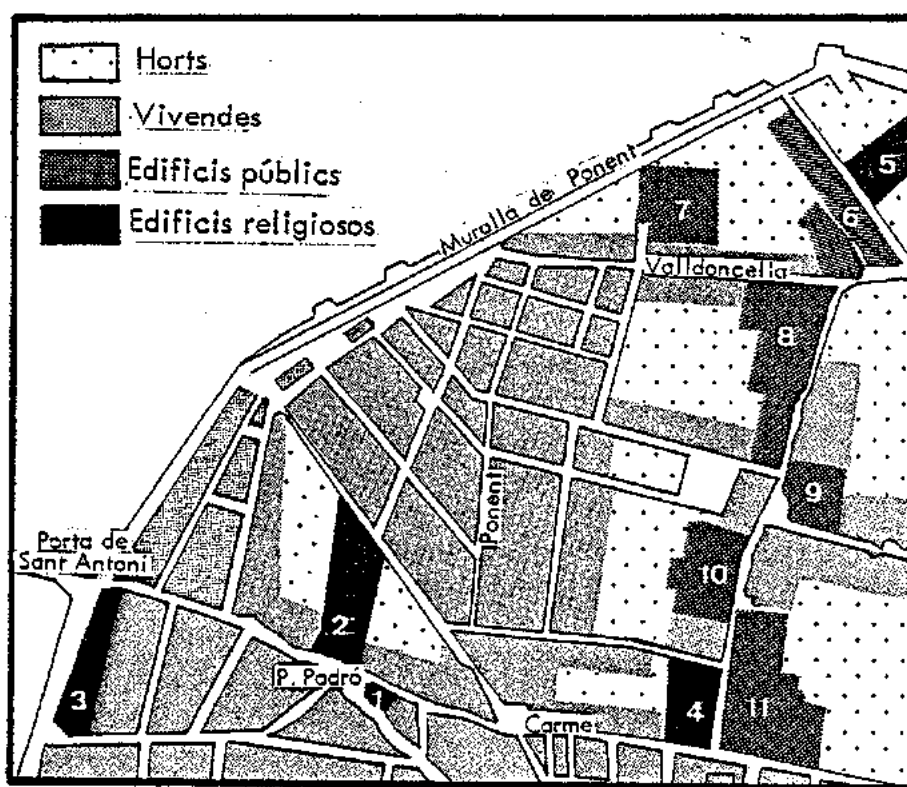 Horts
Vivendes
Edificis públics
Edificis religiosos
Muralla de Ponent
5
7
6
Valldoncella
8
9
Ponent
Porta de
Sant Antoni
10
2
P. Padró
3
1
4
11
Carme